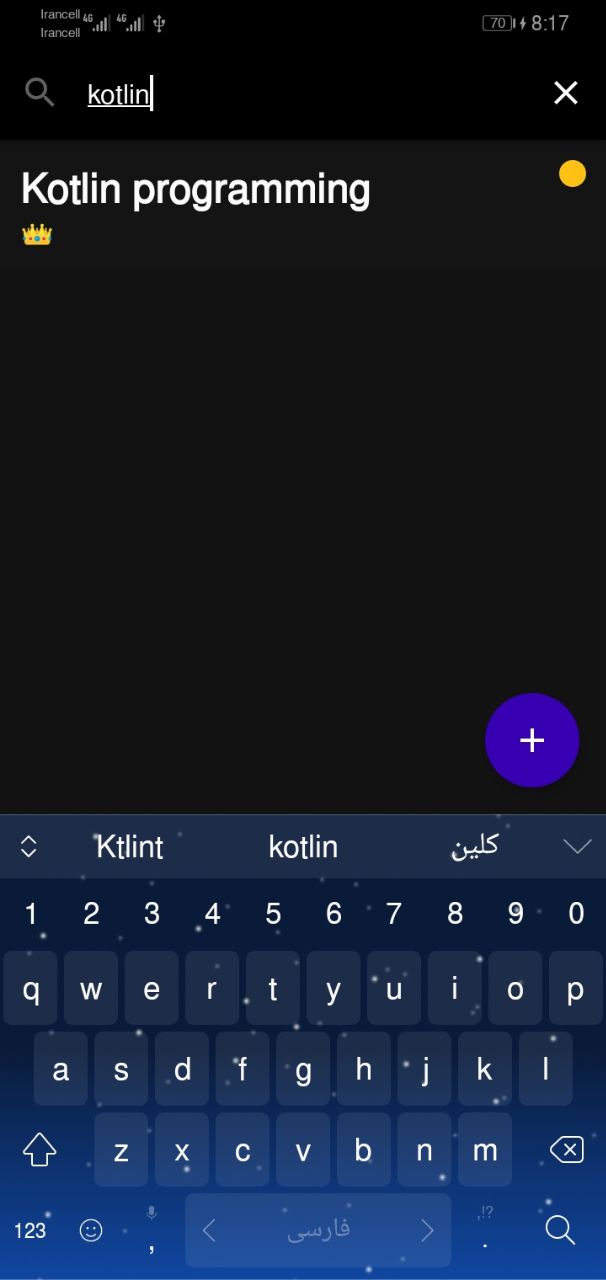 Irancell 4G 4G 70 8:17
Irancell
kotlin
Kotlin programming
Ktlint kotlin کلین
1 2 3 4 5 6 7 8 9 0
q w e r t y u i o p
a s d f g h j k l
z x c v b n m
123 , فارسی ,!? .